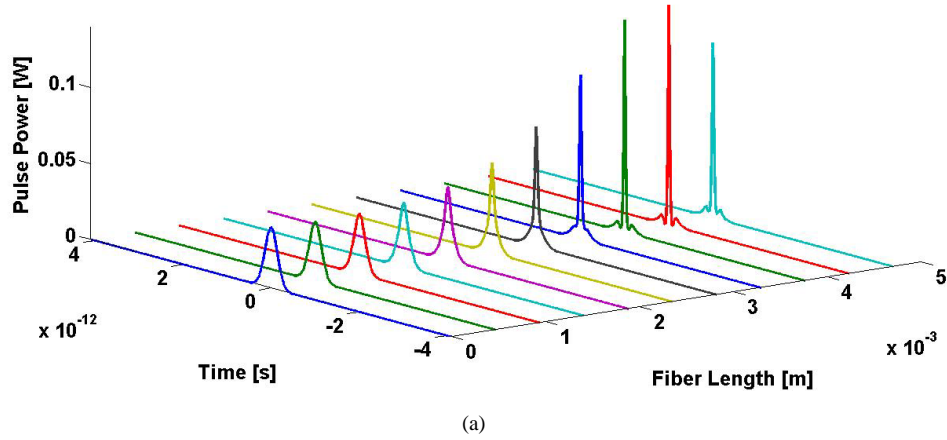 Pulse Power [W]
0.1
0.05
0
4
2
0
-2
-4
x 10^-12
Time [s]
0
1
2
3
4
5
x 10^-3
Fiber Length [m]
(a)